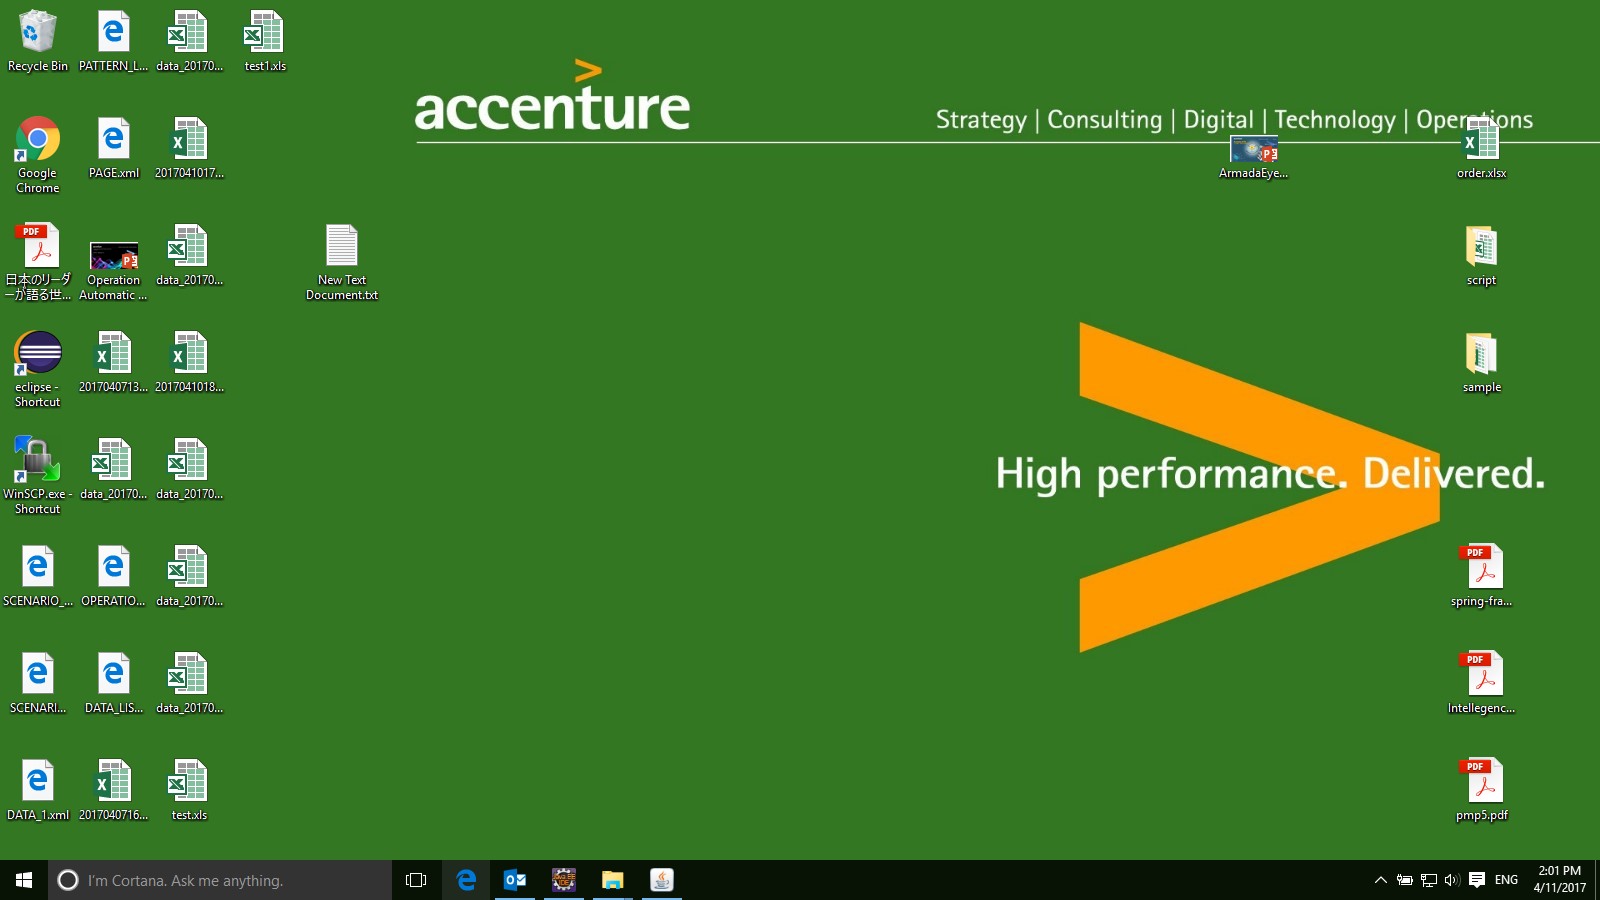 accenture
Strategy | Consulting | Digital | Technology | Operations
High performance. Delivered.
Recycle Bin
PATTERN_L...
data_20170...
test1.xls
Google
Chrome
PAGE.xml
2017041017...
ArmadaEye...
order.xlsx
日本のリーダ
ーが語る世...
Operation
Automatic ...
data_20170...
New Text
Document.txt
script
eclipse -
Shortcut
2017040713...
2017041018...
sample
WinSCP.exe -
Shortcut
data_20170...
data_20170...
SCENARIO_...
OPERATIO...
data_20170...
spring-fra...
SCENARI...
DATA_LIS...
data_20170...
Intellegenc...
DATA_1.xml
2017040716...
test.xls
pmp5.pdf
PDF
PDF
PDF
PDF
I'm Cortana. Ask me anything.
ENG
2:01 PM
4/11/2017